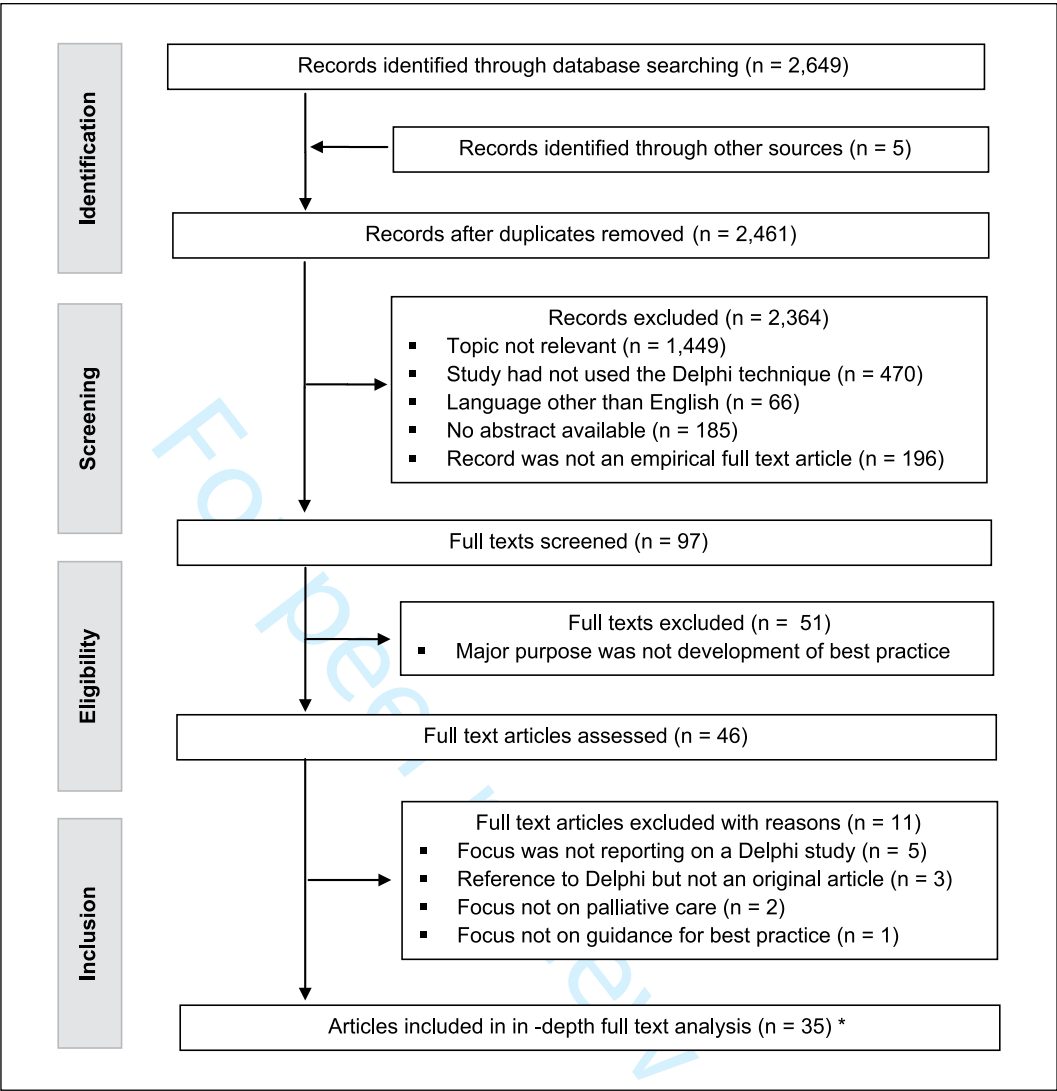 Identification
Records identified through database searching (n = 2,649)
Records identified through other sources (n = 5)
Records after duplicates removed (n = 2,461)
Screening
Records excluded (n = 2,364)
▪ Topic not relevant (n = 1,449)
▪ Study had not used the Delphi technique (n = 470)
▪ Language other than English (n = 66)
▪ No abstract available (n = 185)
▪ Record was not an empirical full text article (n = 196)
Full texts screened (n = 97)
Eligibility
Full texts excluded (n = 51)
▪ Major purpose was not development of best practice
Full text articles assessed (n = 46)
Inclusion
Full text articles excluded with reasons (n = 11)
▪ Focus was not reporting on a Delphi study (n = 5)
▪ Reference to Delphi but not an original article (n = 3)
▪ Focus not on palliative care (n = 2)
▪ Focus not on guidance for best practice (n = 1)
Articles included in in -depth full text analysis (n = 35) *
For peer review